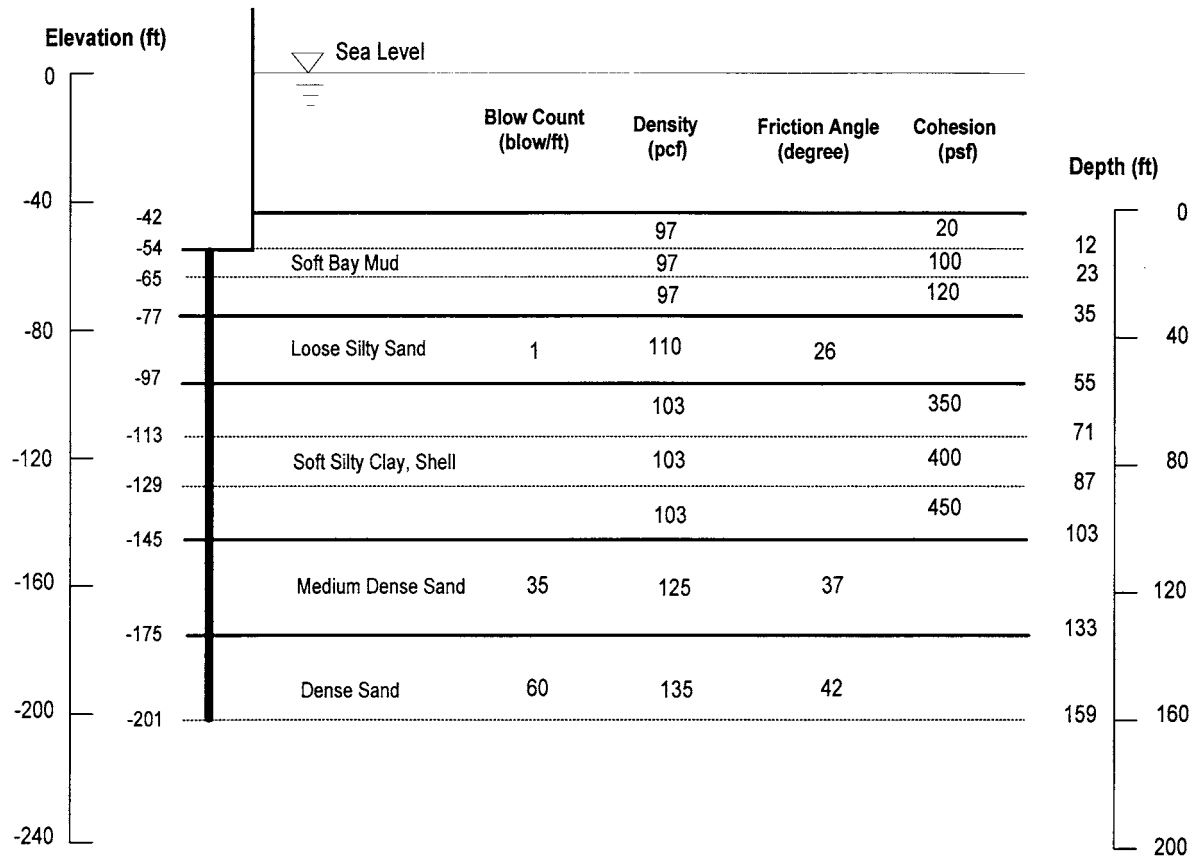 Elevation (ft)
Sea Level
0
Blow Count (blow/ft) Density (pcf) Friction Angle (degree) Cohesion (psf)
Depth (ft)
-40
-42 0
97 20
-54 12
Soft Bay Mud 97 100
-65 23
97 120
-77 35
-80 40
Loose Silty Sand 1 110 26
-97 55
103 350
-113 71
-120 Soft Silty Clay, Shell 103 400 80
-129 87
103 450
-145 103
-160 Medium Dense Sand 35 125 37 120
-175 133
Dense Sand 60 135 42
-200 -201 159 160
-240 200